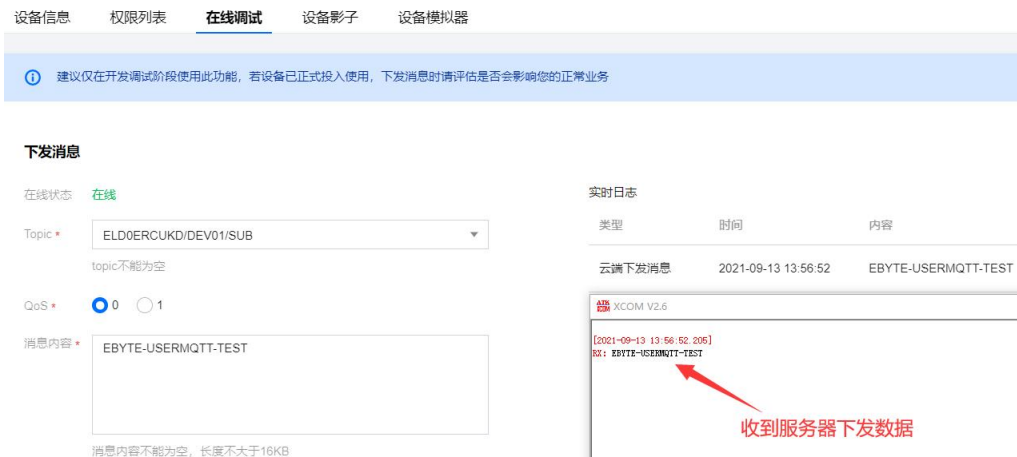 设备信息 权限列表 在线调试 设备影子 设备模拟器
建议仅在开发调试阶段使用此功能，若设备已正式投入使用，下发消息时请评估是否会影响您的正常业务
下发消息
在线状态 在线
Topic * ELD0ERCUKD/DEV01/SUB
topic不能为空
QoS * 0 1
消息内容 * EBYTE-USERMQTT-TEST
消息内容不能为空，长度不大于16KB
实时日志
类型 时间 内容
云端下发消息 2021-09-13 13:56:52 EBYTE-USERMQTT-TEST
ATK XCOM XCOM V2.6
[2021-09-13 13:56:52.205]
RX: EBYTE-USERMQTT-TEST
收到服务器下发数据